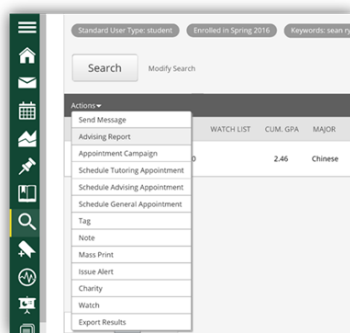 Standard User Type: student Enrolled in Spring 2016 Keywords: sean ry
Search Modify Search
Actions
Send Message
Advising Report
Appointment Campaign
Schedule Tutoring Appointment
Schedule Advising Appointment
Schedule General Appointment
Tag
Note
Mass Print
Issue Alert
Charity
Watch
Export Results
WATCH LIST CUM. GPA MAJOR
0 2.46 Chinese